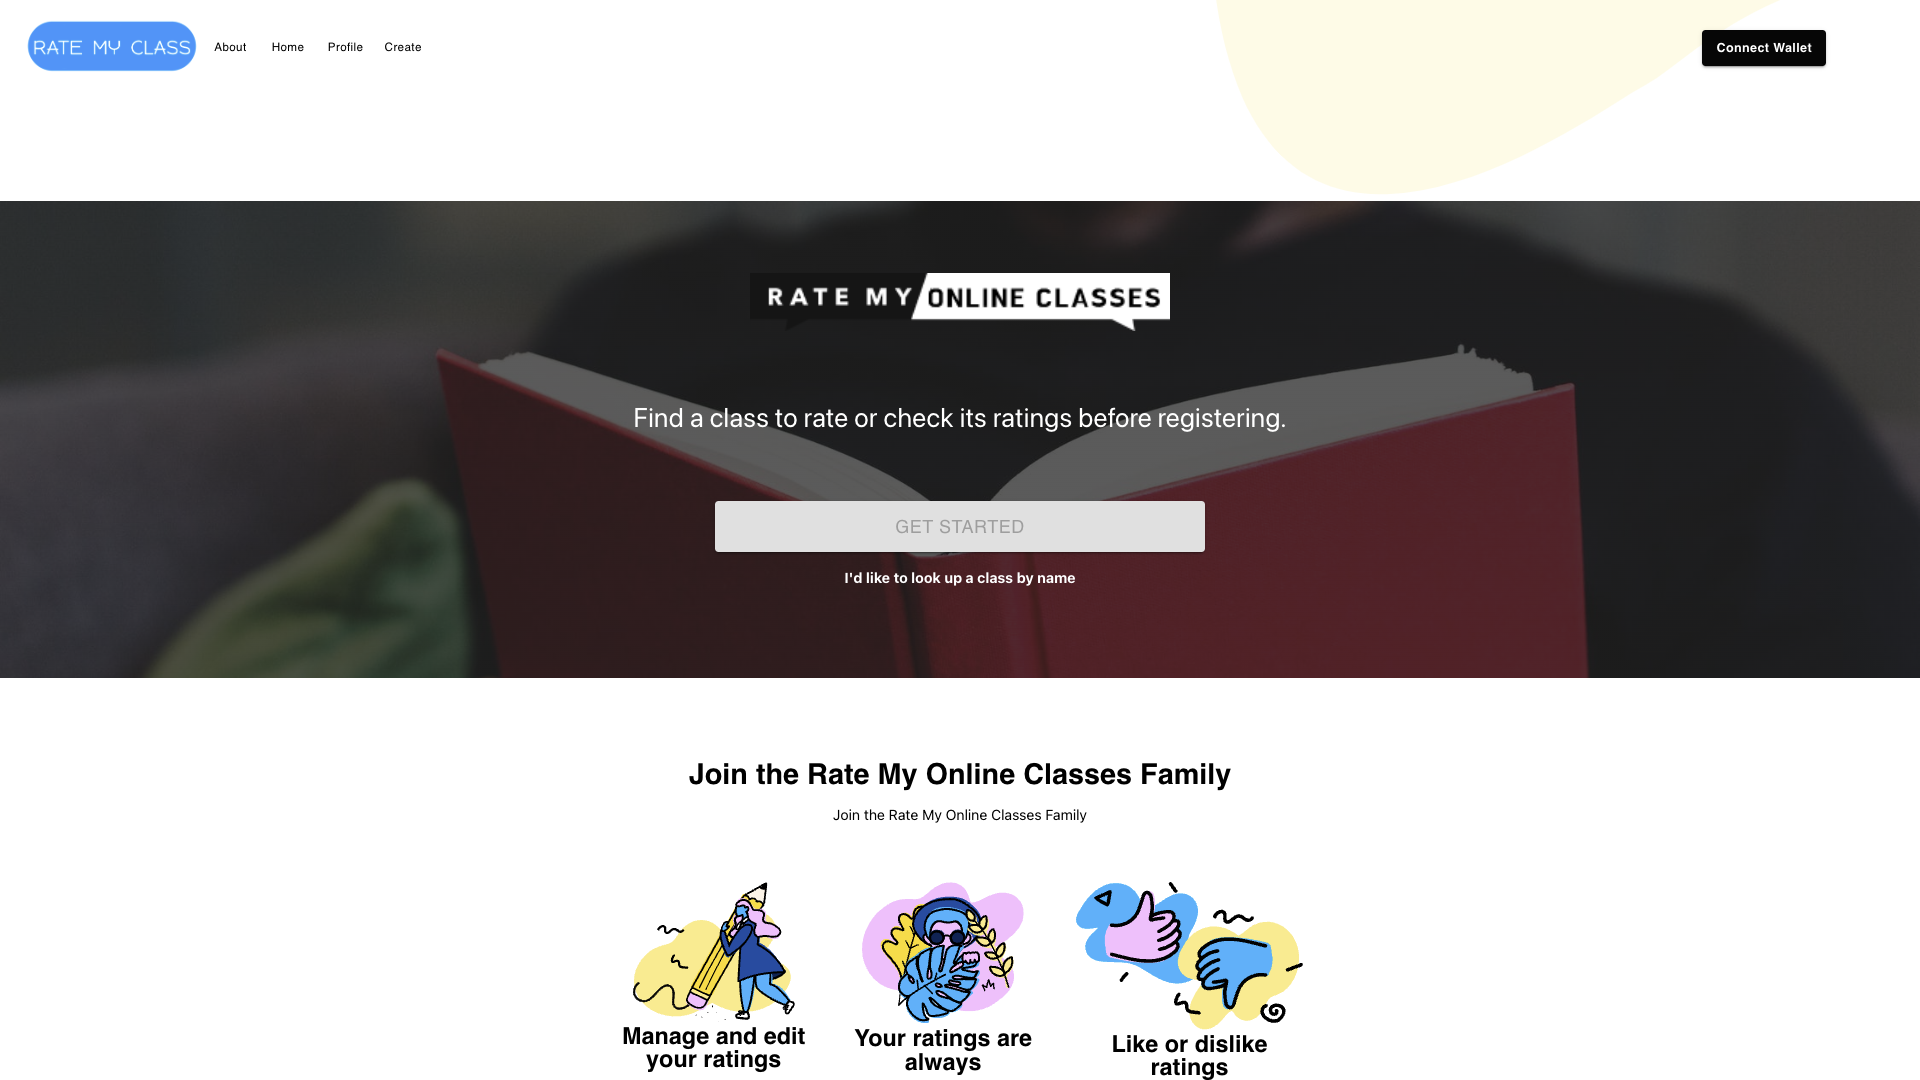 RATE MY CLASS
About
Home
Profile
Create
Connect Wallet
RATE MY ONLINE CLASSES
Find a class to rate or check its ratings before registering.
GET STARTED
I'd like to look up a class by name
Join the Rate My Online Classes Family
Join the Rate My Online Classes Family
Manage and edit
your ratings
Your ratings are
always
Like or dislike
ratings